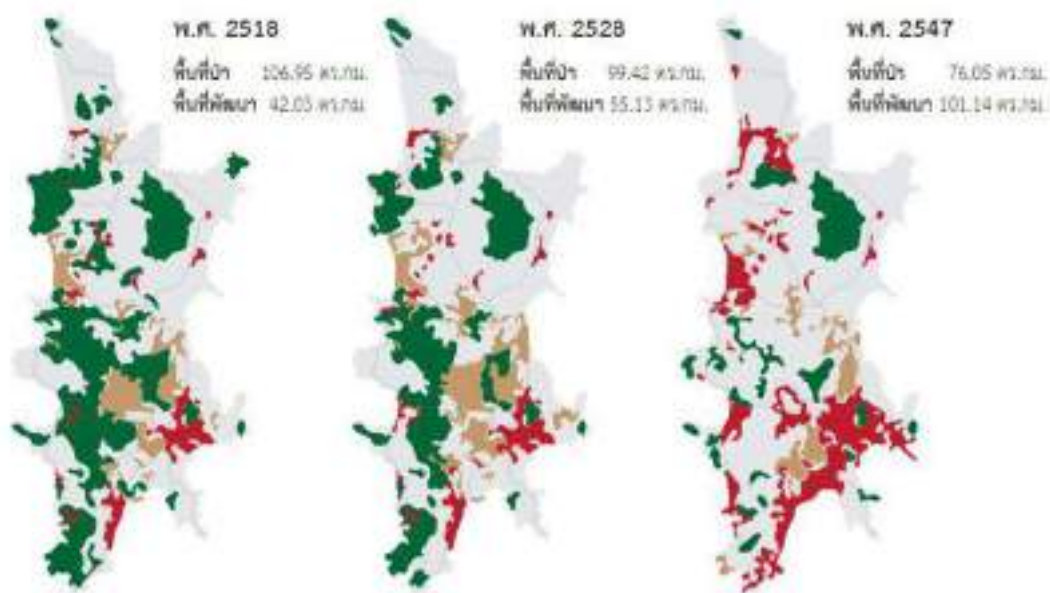 พ.ศ. 2518
พื้นที่ป่า 106.95 ตร.กม.
พื้นที่พัฒนา 42.03 ตร.กม.
พ.ศ. 2528
พื้นที่ป่า 99.42 ตร.กม.
พื้นที่พัฒนา 55.13 ตร.กม.
พ.ศ. 2547
พื้นที่ป่า 76.05 ตร.กม.
พื้นที่พัฒนา 101.14 ตร.กม.